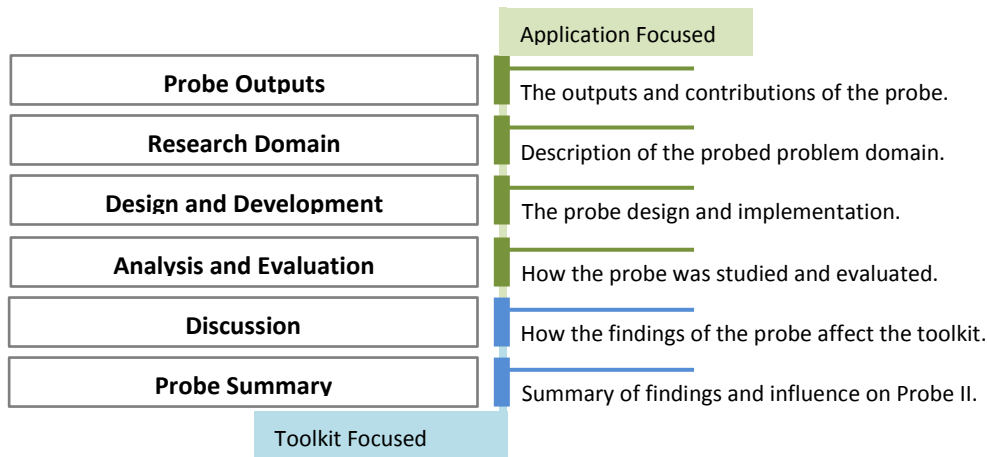 Application Focused
Probe Outputs
The outputs and contributions of the probe.
Research Domain
Description of the probed problem domain.
Design and Development
The probe design and implementation.
Analysis and Evaluation
How the probe was studied and evaluated.
Discussion
How the findings of the probe affect the toolkit.
Probe Summary
Summary of findings and influence on Probe II.
Toolkit Focused